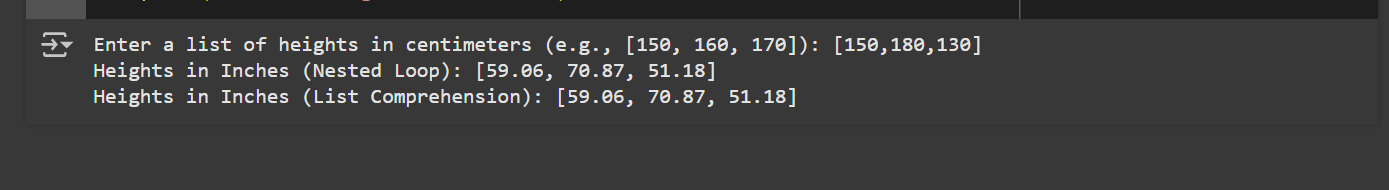 Enter a list of heights in centimeters (e.g., [150, 160, 170]): [150,180,130]
Heights in Inches (Nested Loop): [59.06, 70.87, 51.18]
Heights in Inches (List Comprehension): [59.06, 70.87, 51.18]